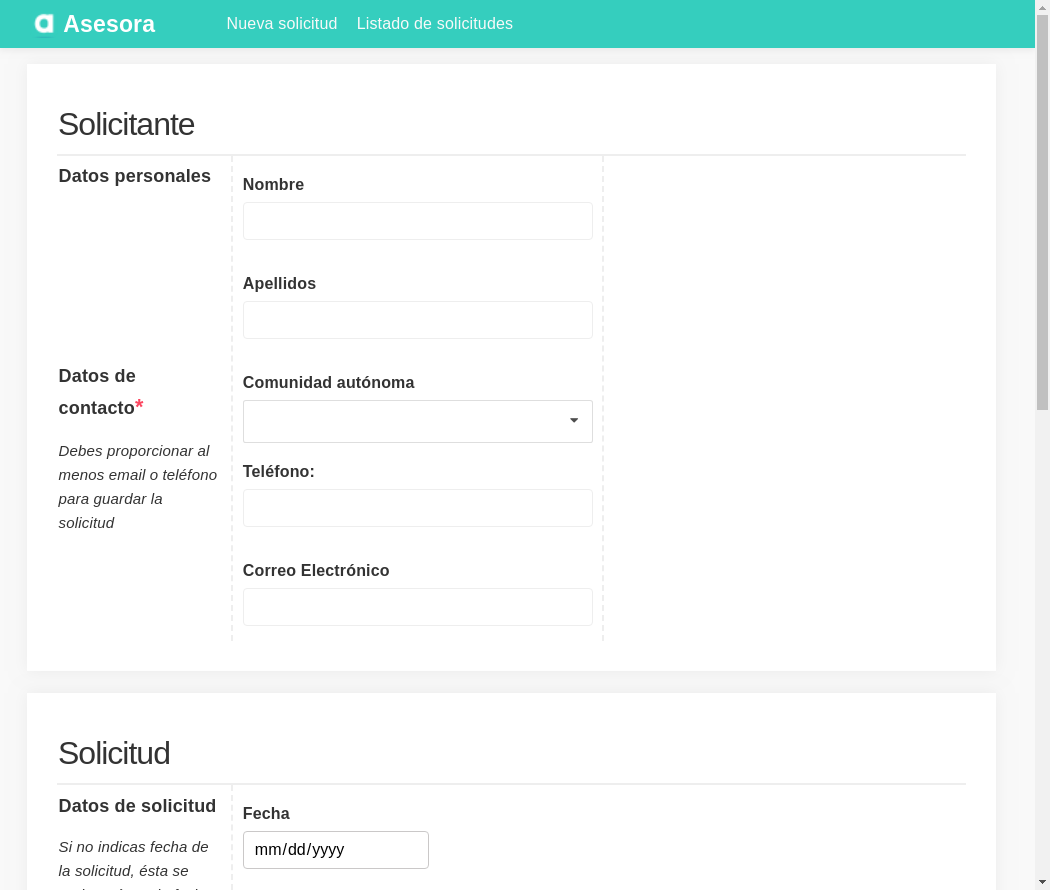 Asesora
Nueva solicitud
Listado de solicitudes
Solicitante
Datos personales
Nombre
Apellidos
Datos de
contacto*
Debes proporcionar al
menos email o teléfono
para guardar la
solicitud
Comunidad autónoma
Teléfono:
Correo Electrónico
Solicitud
Datos de solicitud
Si no indicas fecha de
la solicitud, ésta se
Fecha
mm/dd/yyyy